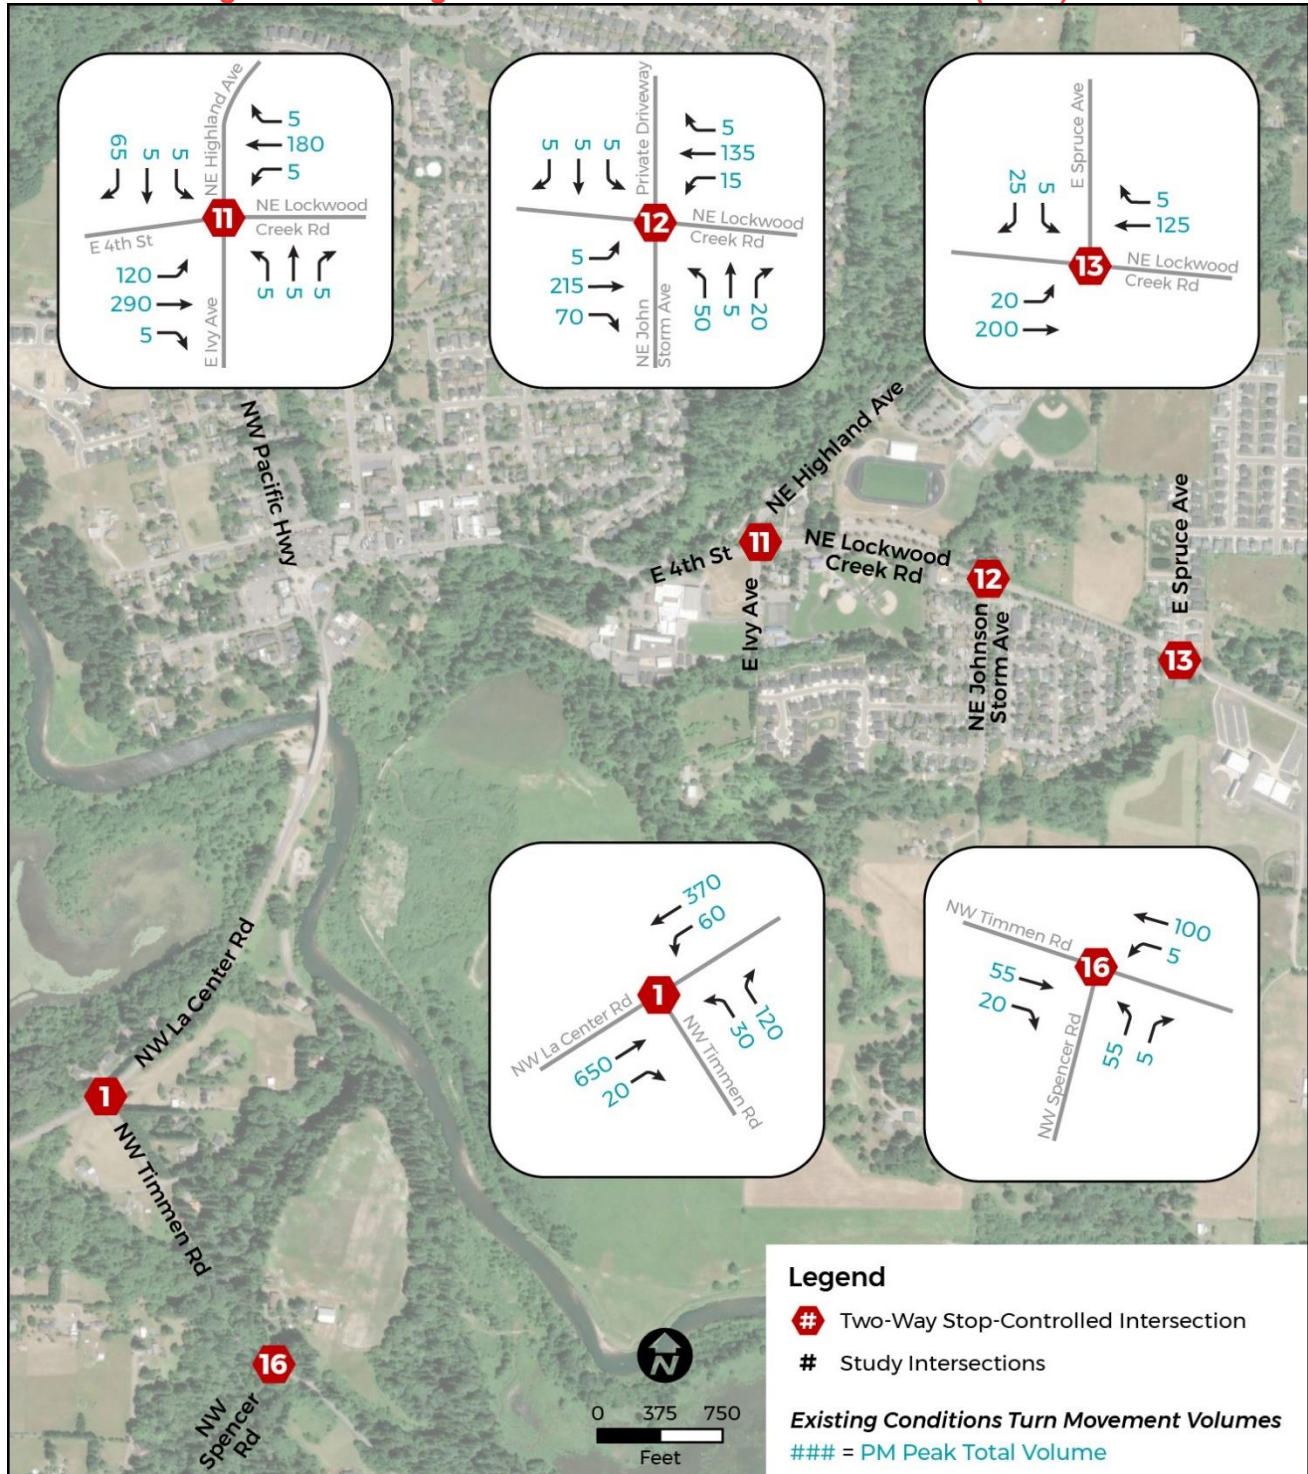 NE Highland Ave
65 5 5
5
180
5
11
NE Lockwood
Creek Rd
E 4th St
120
290
5
5 5 5
E Ivy Ave
Private Driveway
5 5 5
5
135
15
12
NE Lockwood
Creek Rd
5
215
70
50 5 20
NE John
Storm Ave
E Spruce Ave
25 5
5
125
13
NE Lockwood
Creek Rd
20
200
NW Pacific Hwy
NE Highland Ave
11
E 4th St
NE Lockwood
Creek Rd
E Ivy Ave
12
NE Johnson
Storm Ave
E Spruce Ave
13
370
60
1
NW La Center Rd
650
20
30
120
NW Timmen Rd
NW Timmen Rd
100
5
16
55
20
55
5
NW Spencer Rd
NW La Center Rd
1
NW Timmen Rd
16
NW
Spencer
Rd
N
0 375 750
Feet
Legend
# Two-Way Stop-Controlled Intersection
# Study Intersections
Existing Conditions Turn Movement Volumes
### = PM Peak Total Volume